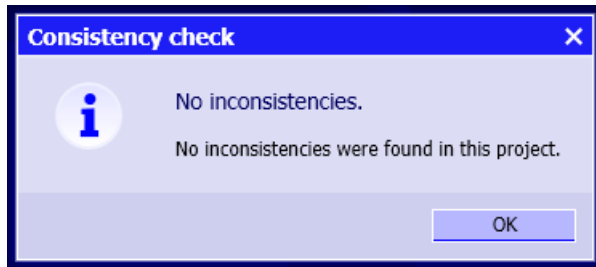 Consistency check
No inconsistencies.
No inconsistencies were found in this project.
OK